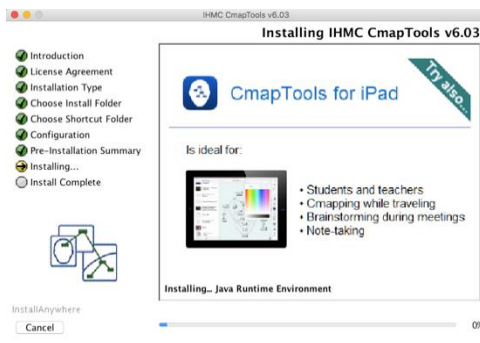 IHMC CmapTools v6.03
Installing IHMC CmapTools v6.03
Introduction
License Agreement
Installation Type
Choose Install Folder
Choose Shortcut Folder
Configuration
Pre-Installation Summary
Installing...
Install Complete
Try also...
CmapTools for iPad
Is ideal for:
• Students and teachers
• Cmapping while traveling
• Brainstorming during meetings
• Note-taking
Installing... Java Runtime Environment
InstallAnywhere
Cancel
0%